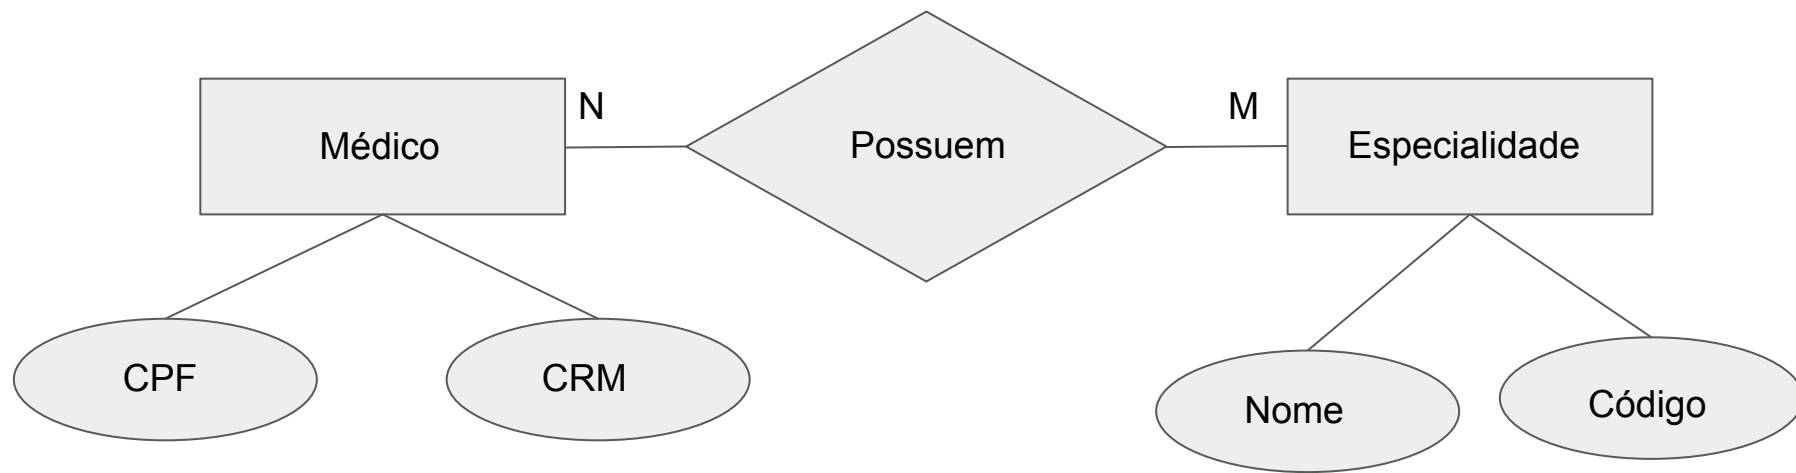 N
M
Médico
Possuem
Especialidade
CPF
CRM
Nome
Código